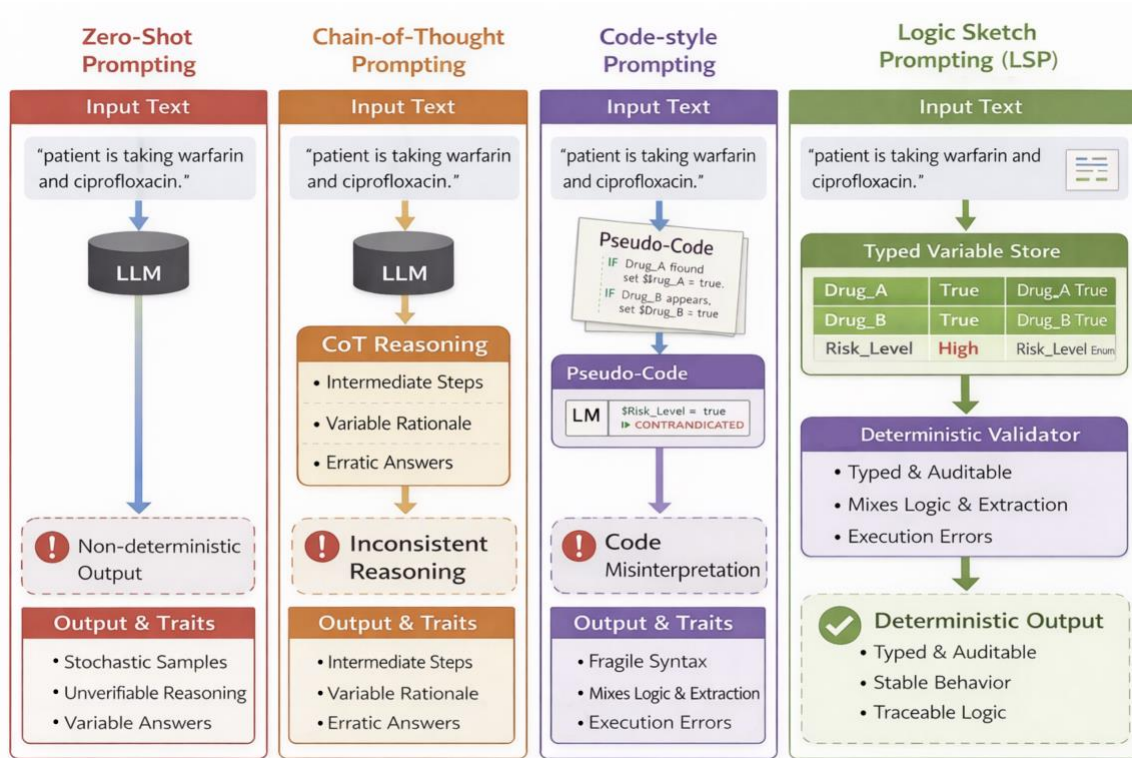 Zero-Shot
Prompting
Input Text
"patient is taking warfarin
and ciprofloxacin."
LLM
Non-deterministic
Output
Output & Traits
• Stochastic Samples
• Unverifiable Reasoning
• Variable Answers
Chain-of-Thought
Prompting
Input Text
"patient is taking warfarin
and ciprofloxacin."
LLM
CoT Reasoning
• Intermediate Steps
• Variable Rationale
• Erratic Answers
Inconsistent
Reasoning
Output & Traits
• Intermediate Steps
• Variable Rationale
• Erratic Answers
Code-style
Prompting
Input Text
"patient is taking warfarin
and ciprofloxacin."
Pseudo-Code
IF Drug_A flound
set $$rug_A = true.
IF Drug_B appears,
set $Drug_B = true
Pseudo-Code
LM
$Risk_Level = true
CONTRANDICATED
Code
Misinterpretation
Output & Traits
• Fragile Syntax
• Mixes Logic & Extraction
• Execution Errors
Logic Sketch
Prompting (LSP)
Input Text
"patient is taking warfarin and
ciprofloxacin."
Typed Variable Store
Drug_A True Drug_A True
Drug_B True Drug_B True
Risk_Level High Risk_Level Enum
Deterministic Validator
• Typed & Auditable
• Mixes Logic & Extraction
• Execution Errors
Deterministic Output
• Typed & Auditable
• Stable Behavior
• Traceable Logic